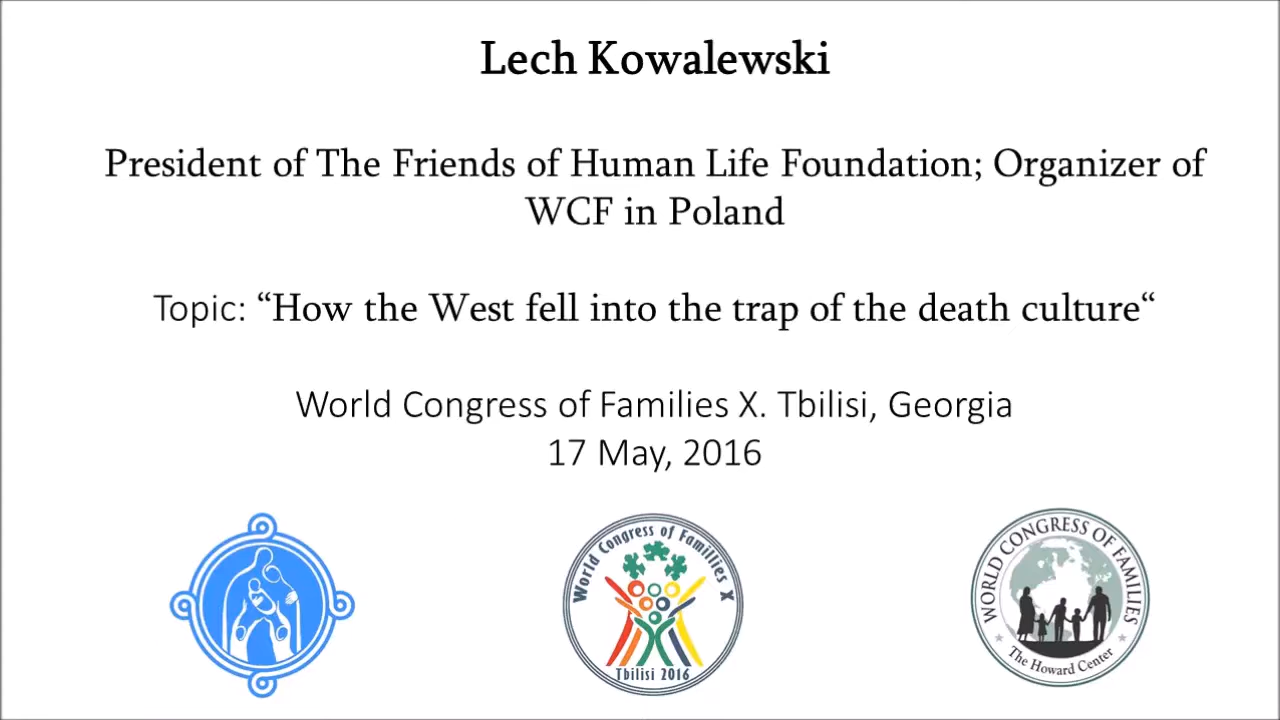 Lech Kowalewski
President of The Friends of Human Life Foundation; Organizer of
WCF in Poland
Topic: “How the West fell into the trap of the death culture“
World Congress of Families X. Tbilisi, Georgia
17 May, 2016
World Congress of Famillies X
Tbilisi 2016
WORLD CONGRESS OF FAMILIES
The Howard Center